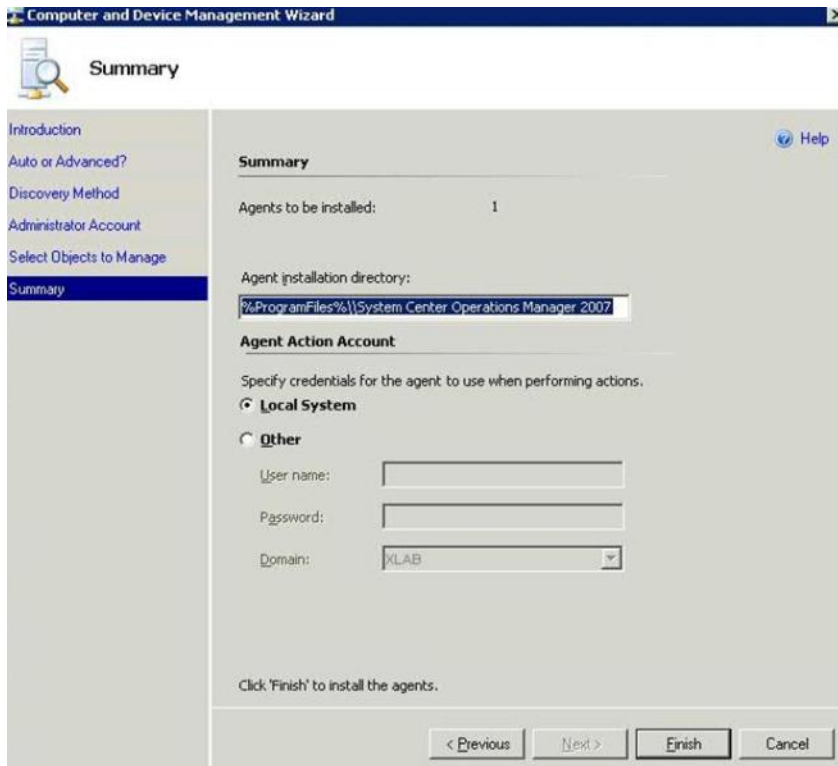 Computer and Device Management Wizard
Summary
Introduction
Auto or Advanced?
Discovery Method
Administrator Account
Select Objects to Manage
Summary
Help
Summary
Agents to be installed: 1
Agent installation directory:
%ProgramFiles%\\System Center Operations Manager 2007
Agent Action Account
Specify credentials for the agent to use when performing actions.
Local System
Other
User name:
Password:
Domain: XLAB
Click 'Finish' to install the agents.
< Previous Next > Finish Cancel